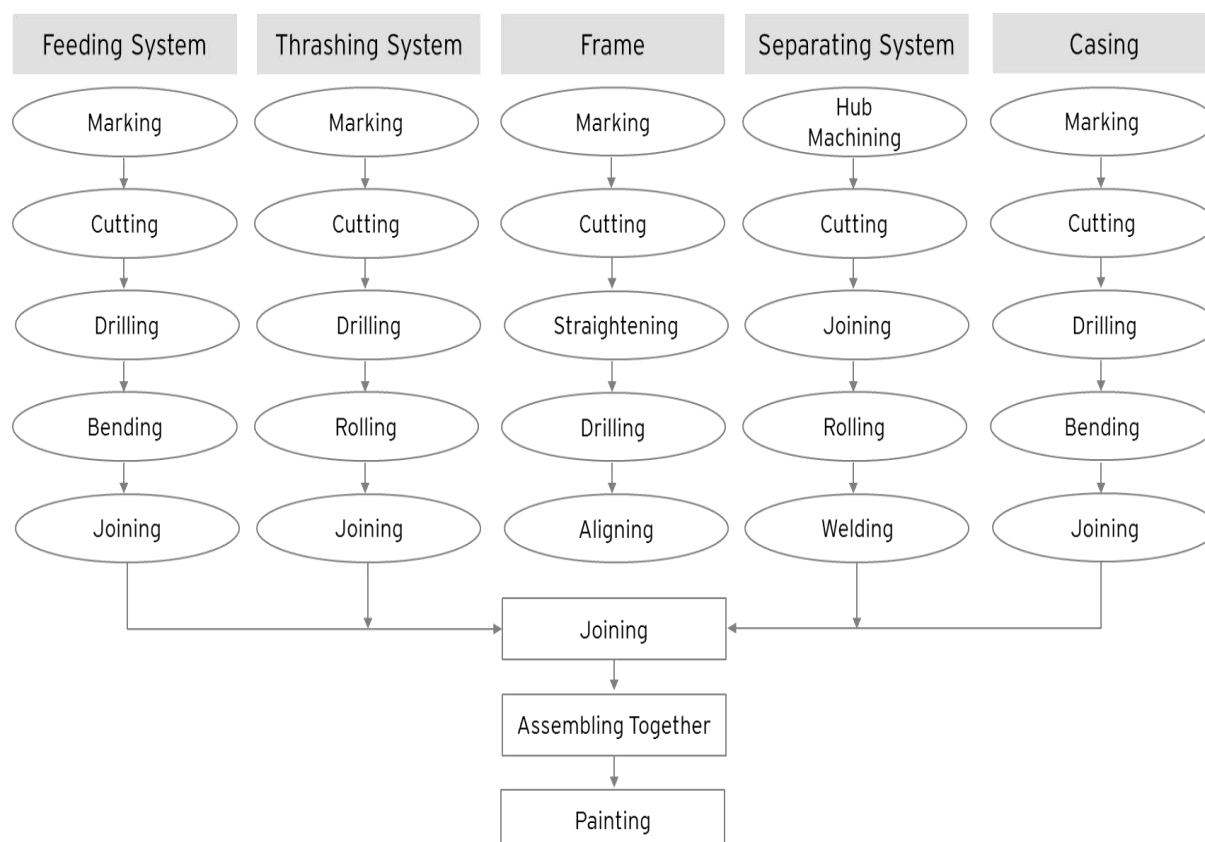 Feeding System
Thrashing System
Frame
Separating System
Casing
Marking
Marking
Marking
Hub
Machining
Marking
Cutting
Cutting
Cutting
Cutting
Cutting
Drilling
Drilling
Straightening
Joining
Drilling
Bending
Rolling
Drilling
Rolling
Bending
Joining
Joining
Aligning
Welding
Joining
Joining
Assembling Together
Painting